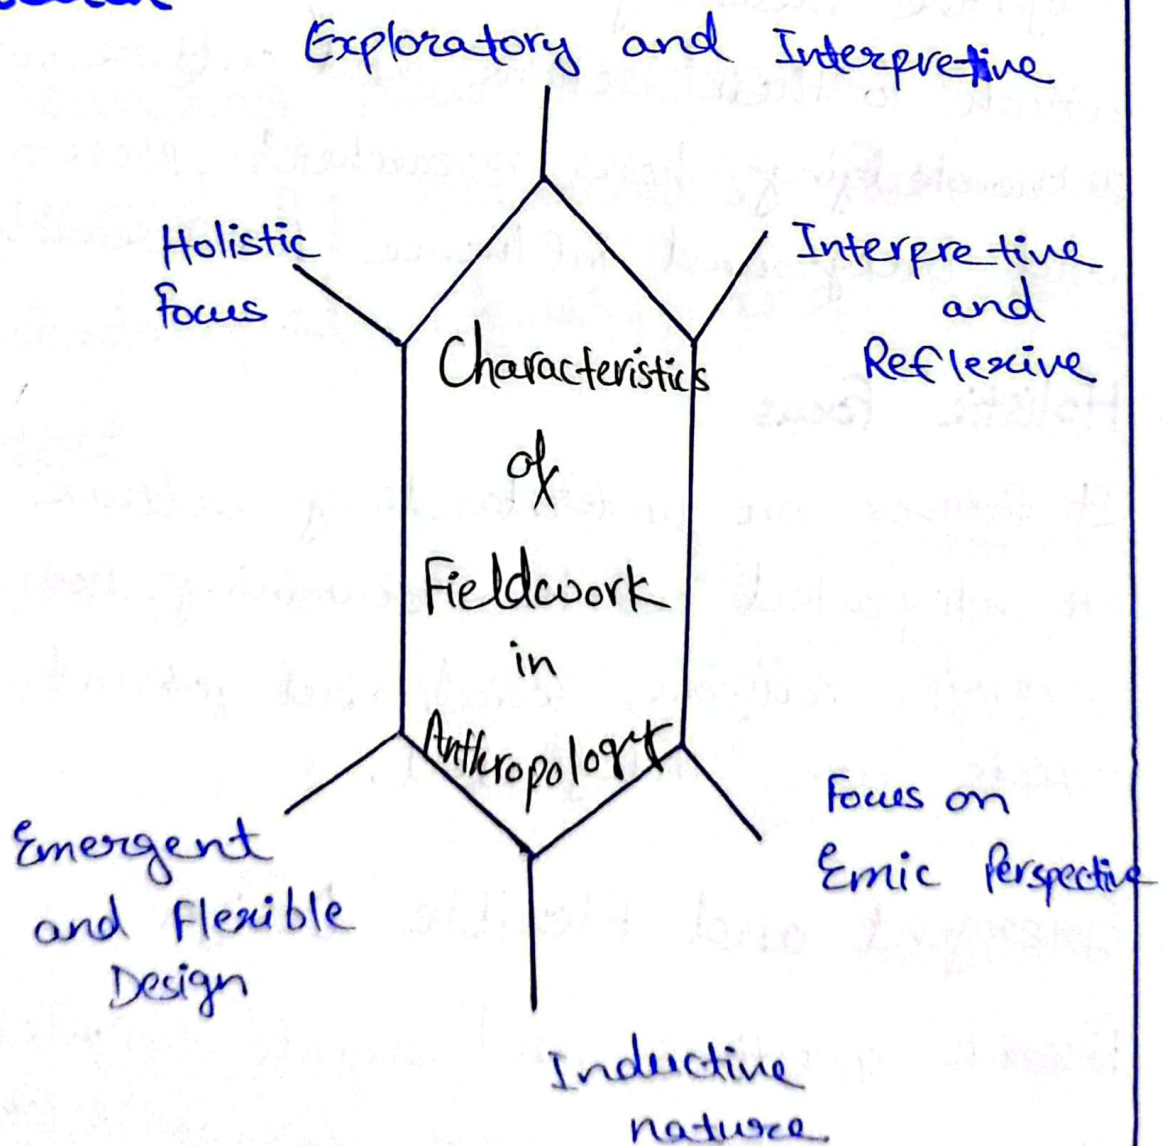 Exploratory and Interpretive
Holistic
focus
Interpretive
and
Reflexive
Characteristics
of
Fieldwork
in
Anthropology
Focus on
Emic Perspective
Emergent
and Flexible
Design
Inductive
nature